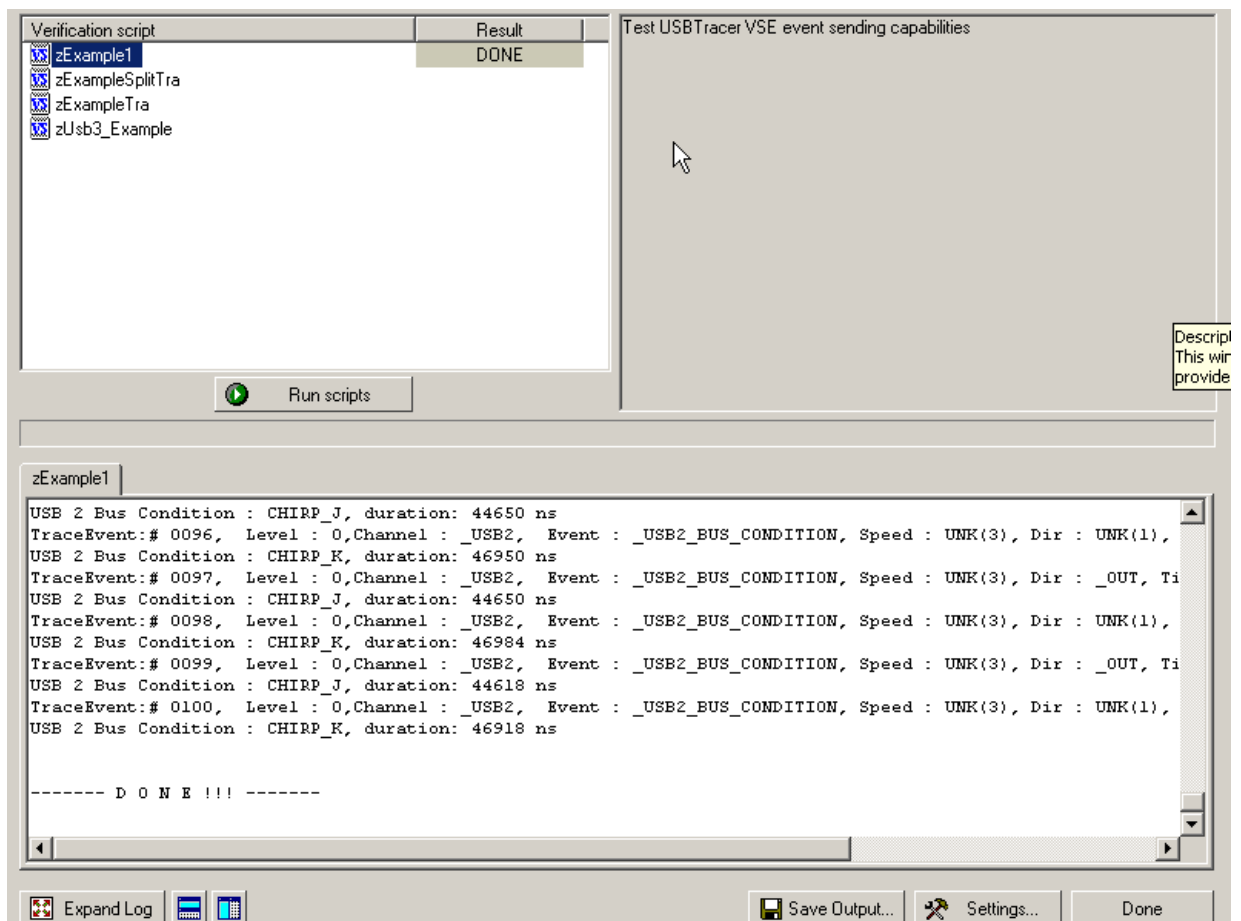 Verification script Result
zExample1 DONE
zExampleSplitTra
zExampleTra
zUsb3_Example
Test USBTracer VSE event sending capabilities
Descript
This win
provide
Run scripts
zExample1
USB 2 Bus Condition : CHIRP_J, duration: 44650 ns
TraceEvent:# 0096, Level : 0,Channel : _USB2, Event : _USB2_BUS_CONDITION, Speed : UNK(3), Dir : UNK(1),
USB 2 Bus Condition : CHIRP_K, duration: 46950 ns
TraceEvent:# 0097, Level : 0,Channel : _USB2, Event : _USB2_BUS_CONDITION, Speed : UNK(3), Dir : _OUT, Ti
USB 2 Bus Condition : CHIRP_J, duration: 44650 ns
TraceEvent:# 0098, Level : 0,Channel : _USB2, Event : _USB2_BUS_CONDITION, Speed : UNK(3), Dir : UNK(1),
USB 2 Bus Condition : CHIRP_K, duration: 46984 ns
TraceEvent:# 0099, Level : 0,Channel : _USB2, Event : _USB2_BUS_CONDITION, Speed : UNK(3), Dir : _OUT, Ti
USB 2 Bus Condition : CHIRP_J, duration: 44618 ns
TraceEvent:# 0100, Level : 0,Channel : _USB2, Event : _USB2_BUS_CONDITION, Speed : UNK(3), Dir : UNK(1),
USB 2 Bus Condition : CHIRP_K, duration: 46918 ns
------- D O N E !!! -------
Expand Log Save Output... Settings... Done